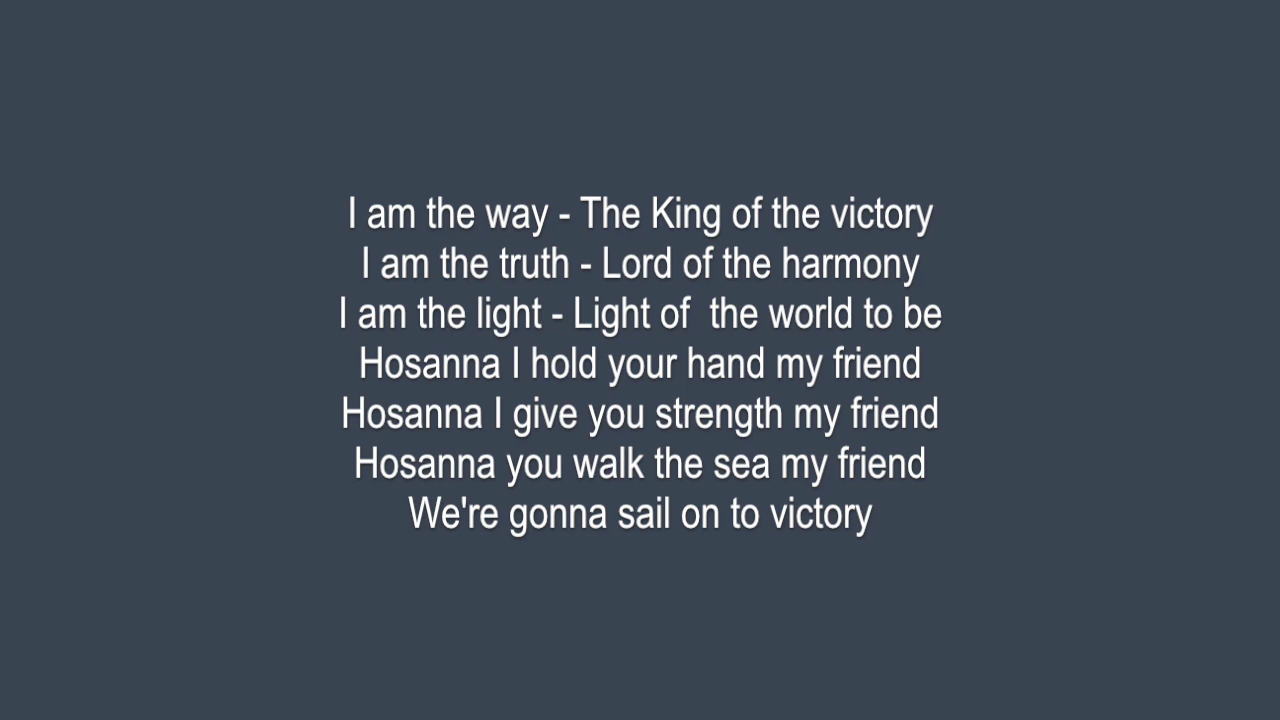 I am the way - The King of the victory
I am the truth - Lord of the harmony
I am the light - Light of  the world to be
Hosanna I hold your hand my friend
Hosanna I give you strength my friend
Hosanna you walk the sea my friend
We're gonna sail on to victory